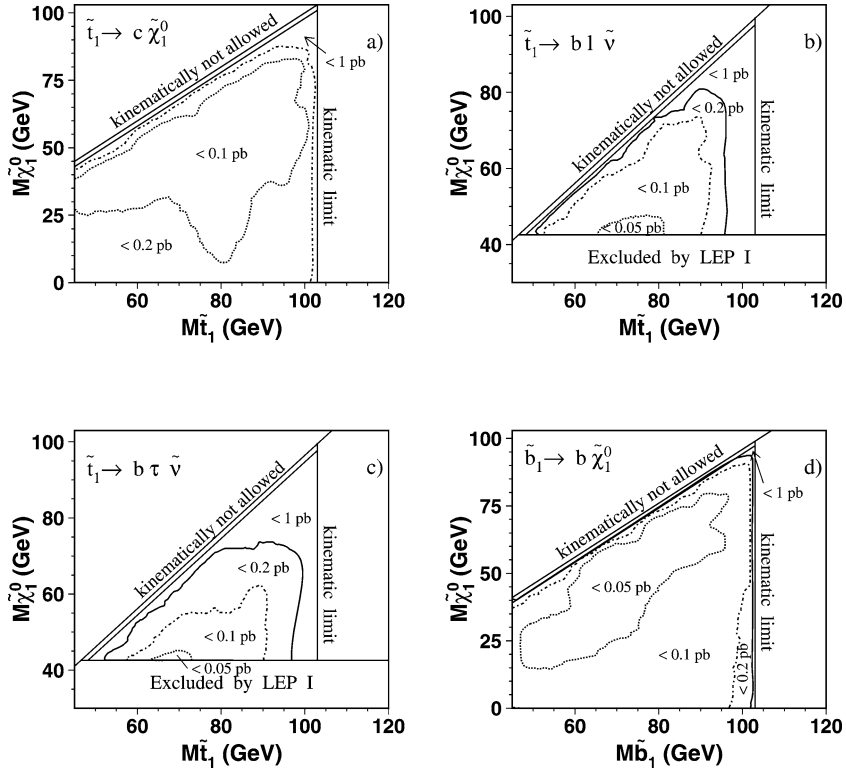 t̃₁→ c χ̃₁⁰
a)
< 1 pb
kinematically not allowed
< 0.1 pb
< 0.2 pb
kinematic limit
100
75
50
25
0
60
80
100
120
Mχ̃₁⁰ (GeV)
Mt̃₁ (GeV)
t̃₁→ b l ν̃
b)
< 1 pb
kinematically not allowed
< 0.2 pb
< 0.1 pb
< 0.05 pb
kinematic limit
Excluded by LEP I
100
80
60
40
60
80
100
120
Mχ̃₁⁰ (GeV)
Mt̃₁ (GeV)
t̃₁→ b τ ν̃
c)
kinematically not allowed
< 1 pb
< 0.2 pb
< 0.1 pb
< 0.05 pb
kinematic limit
Excluded by LEP I
100
80
60
40
60
80
100
120
Mχ̃₁⁰ (GeV)
Mt̃₁ (GeV)
b̃₁→ b χ̃₁⁰
d)
< 1 pb
kinematically not allowed
< 0.05 pb
< 0.1 pb
< 0.2 pb
kinematic limit
100
75
50
25
0
60
80
100
120
Mχ̃₁⁰ (GeV)
Mb̃₁ (GeV)